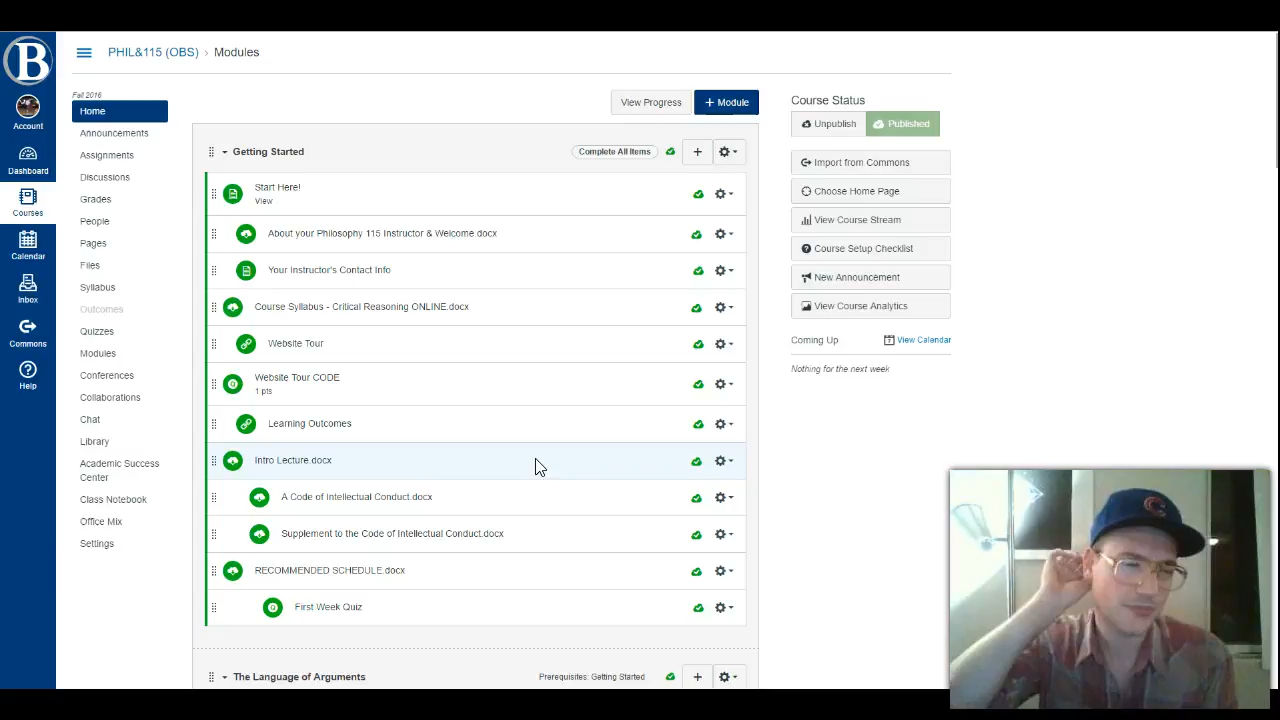 B
PHIL&115 (OBS) › Modules
Account
Dashboard
Courses
Calendar
Inbox
Commons
Help
Fall 2016
Home
Announcements
Assignments
Discussions
Grades
People
Pages
Files
Syllabus
Outcomes
Quizzes
Modules
Conferences
Collaborations
Chat
Library
Academic Success
Center
Class Notebook
Office Mix
Settings
View Progress
+ Module
Getting Started
Complete All Items
Start Here!
View
About your Philosophy 115 Instructor & Welcome.docx
Your Instructor's Contact Info
Course Syllabus - Critical Reasoning ONLINE.docx
Website Tour
Website Tour CODE
1 pts
Learning Outcomes
Intro Lecture.docx
A Code of Intellectual Conduct.docx
Supplement to the Code of Intellectual Conduct.docx
RECOMMENDED SCHEDULE.docx
First Week Quiz
The Language of Arguments
Prerequisites: Getting Started
Course Status
Unpublish
Published
Import from Commons
Choose Home Page
View Course Stream
Course Setup Checklist
New Announcement
View Course Analytics
Coming Up
View Calendar
Nothing for the next week
C